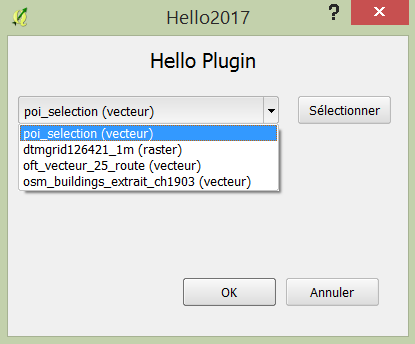 Hello2017
?
Hello Plugin
poi_selection (vecteur)
Sélectionner
poi_selection (vecteur)
dtmgrid126421_1m (raster)
oft_vecteur_25_route (vecteur)
osm_buildings_extrait_ch1903 (vecteur)
OK
Annuler